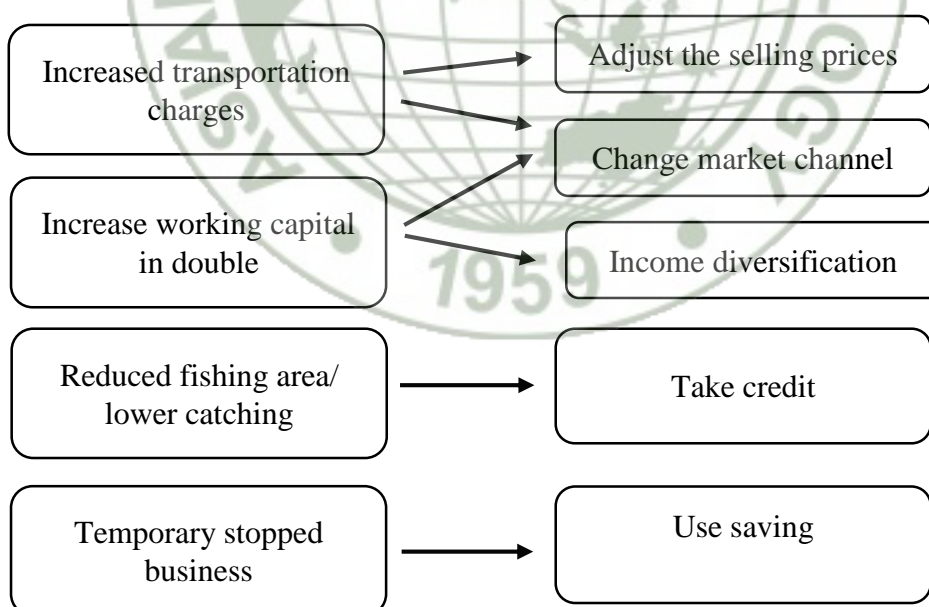 Increased transportation
charges
Adjust the selling prices
Change market channel
Increase working capital
in double
Income diversification
1959
Reduced fishing area/
lower catching
Take credit
Temporary stopped
business
Use saving